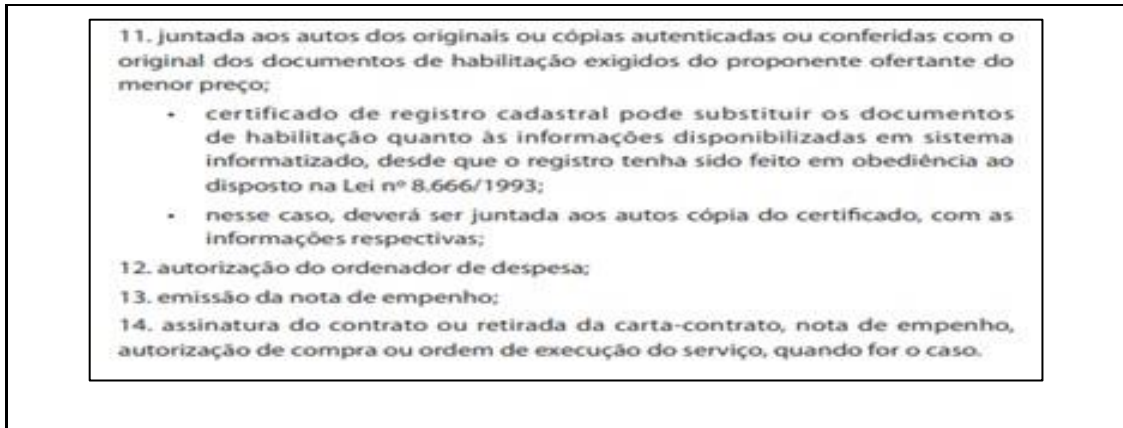 11. juntada aos autos dos originais ou cópias autenticadas ou conferidas com o
original dos documentos de habilitação exigidos do proponente ofertante do
menor preço;
• certificado de registro cadastral pode substituir os documentos
de habilitação quanto às informações disponibilizadas em sistema
informatizado, desde que o registro tenha sido feito em obediência ao
disposto na Lei nº 8.666/1993;
• nesse caso, deverá ser juntada aos autos cópia do certificado, com as
informações respectivas;
12. autorização do ordenador de despesa;
13. emissão da nota de empenho;
14. assinatura do contrato ou retirada da carta-contrato, nota de empenho,
autorização de compra ou ordem de execução do serviço, quando for o caso.